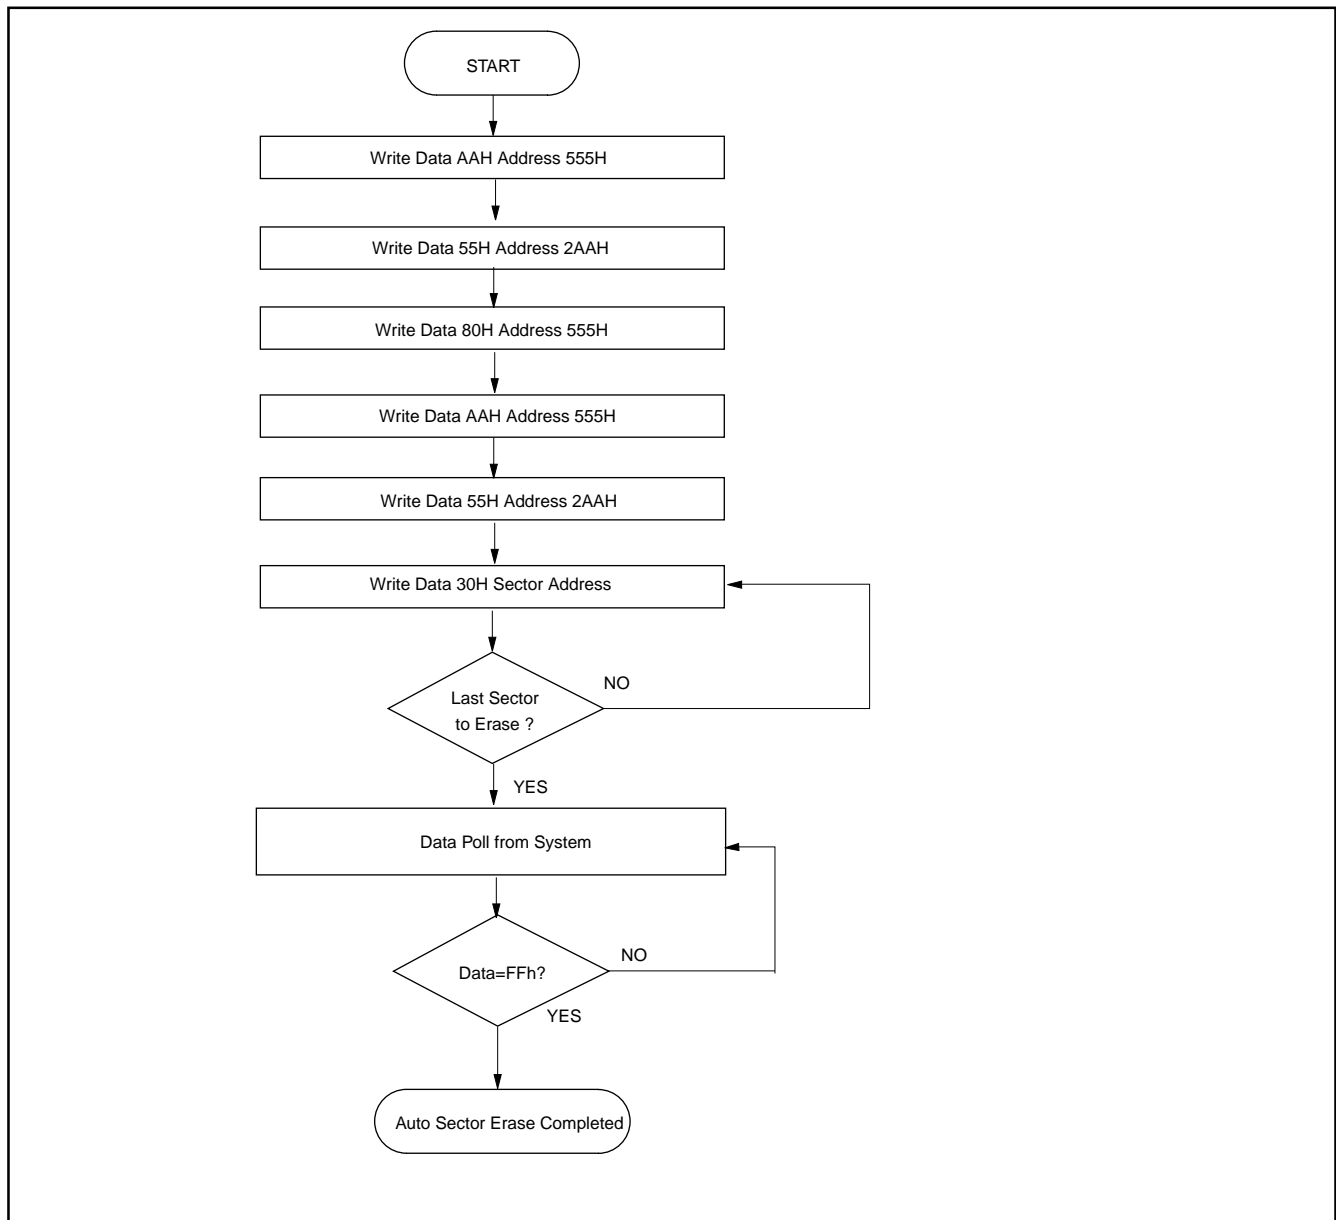 START
Write Data AAH Address 555H
Write Data 55H Address 2AAH
Write Data 80H Address 555H
Write Data AAH Address 555H
Write Data 55H Address 2AAH
Write Data 30H Sector Address
NO
Last Sector
to Erase ?
YES
Data Poll from System
NO
Data=FFh?
YES
Auto Sector Erase Completed